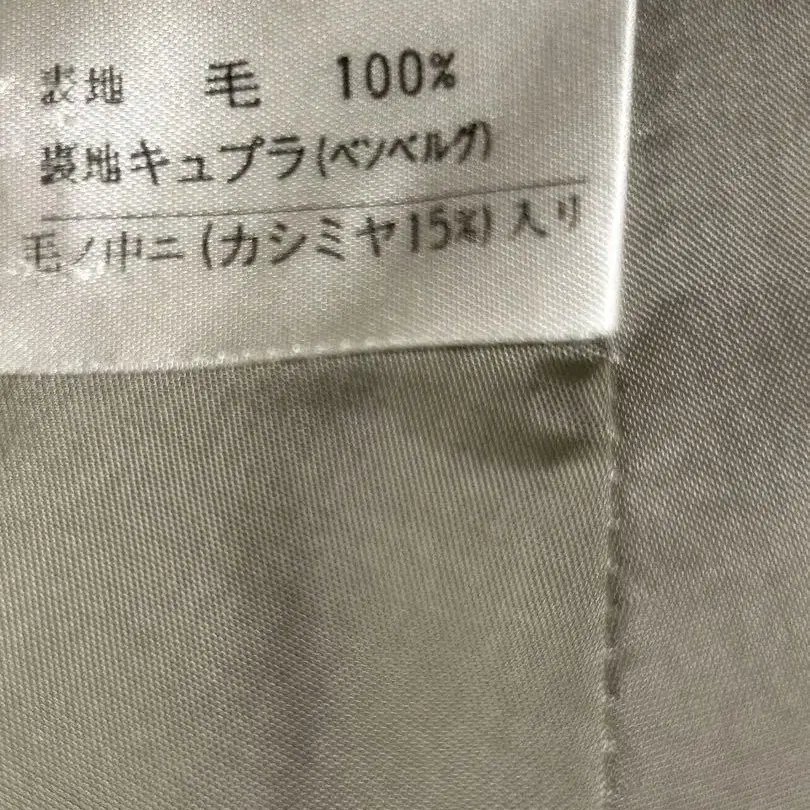 表地 毛 100%
裏地キュプラ(ベンベルグ)
毛ノ中ニ(カシミヤ15%)入リ